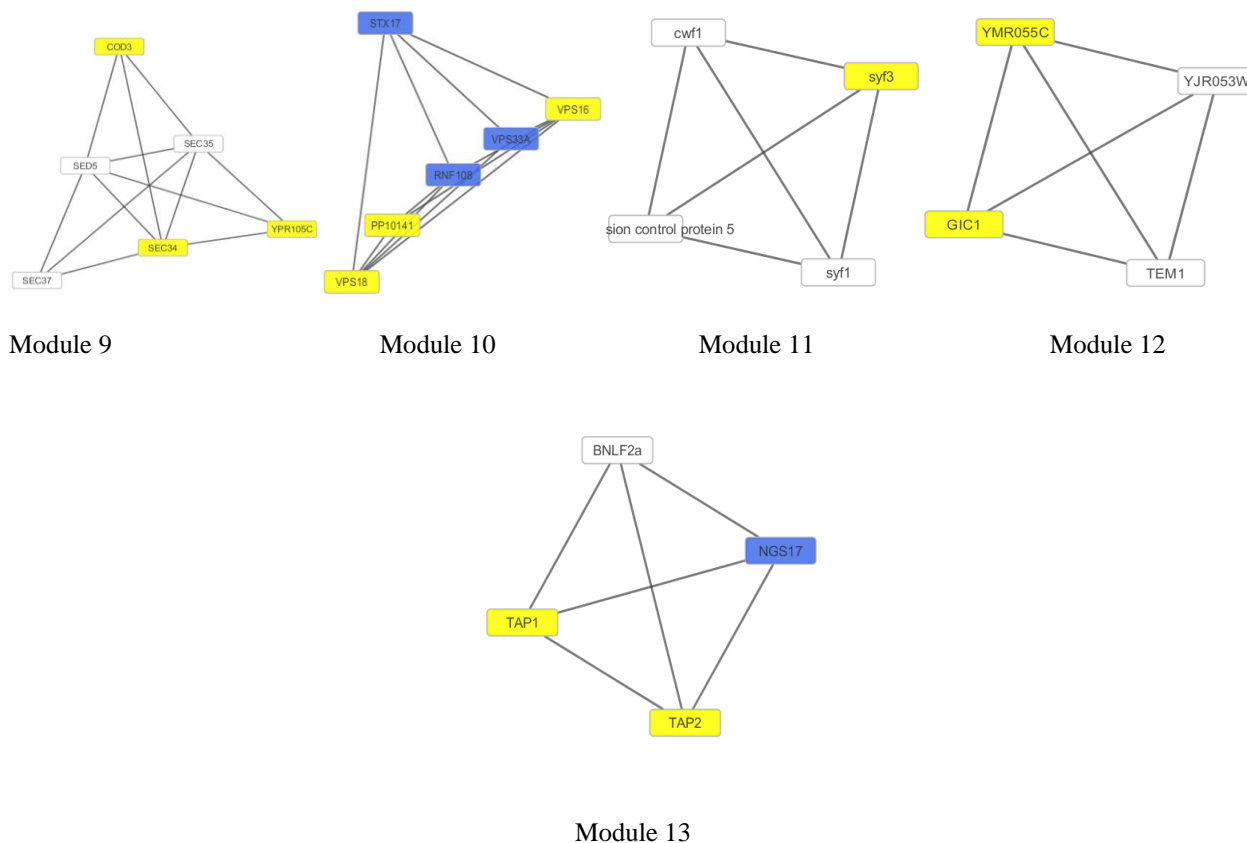 COD3
SEC35
SED5
YPR105C
SEC34
SEC37
STX17
VPS16
VPS33A
RNF108
PP10141
VPS18
cwf1
syf3
sion control protein 5
syf1
YMR055C
YJR053W
GIC1
TEM1
Module 9 Module 10 Module 11 Module 12
BNLF2a
NGS17
TAP1
TAP2
Module 13